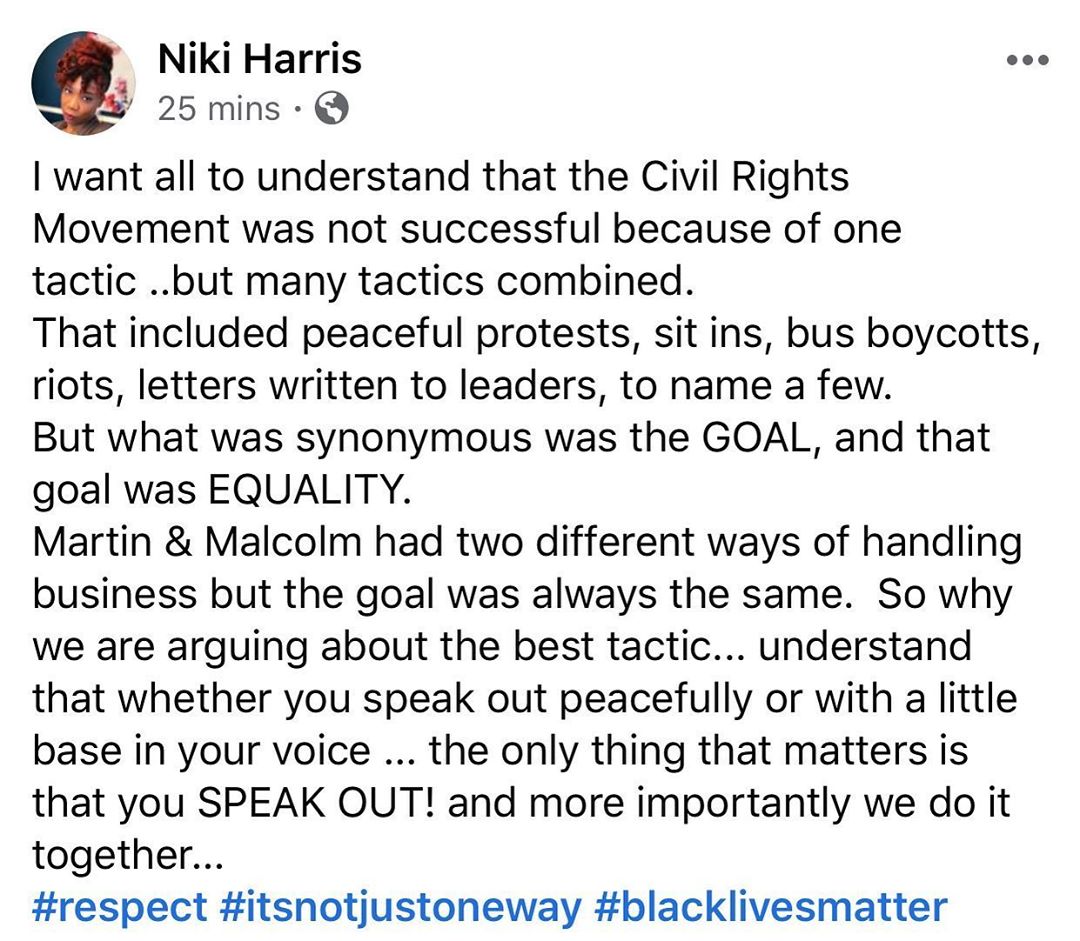 Niki Harris
25 mins ·
I want all to understand that the Civil Rights
Movement was not successful because of one
tactic ..but many tactics combined.
That included peaceful protests, sit ins, bus boycotts,
riots, letters written to leaders, to name a few.
But what was synonymous was the GOAL, and that
goal was EQUALITY.
Martin & Malcolm had two different ways of handling
business but the goal was always the same.  So why
we are arguing about the best tactic... understand
that whether you speak out peacefully or with a little
base in your voice ... the only thing that matters is
that you SPEAK OUT! and more importantly we do it
together...
#respect #itsnotjustoneway #blacklivesmatter